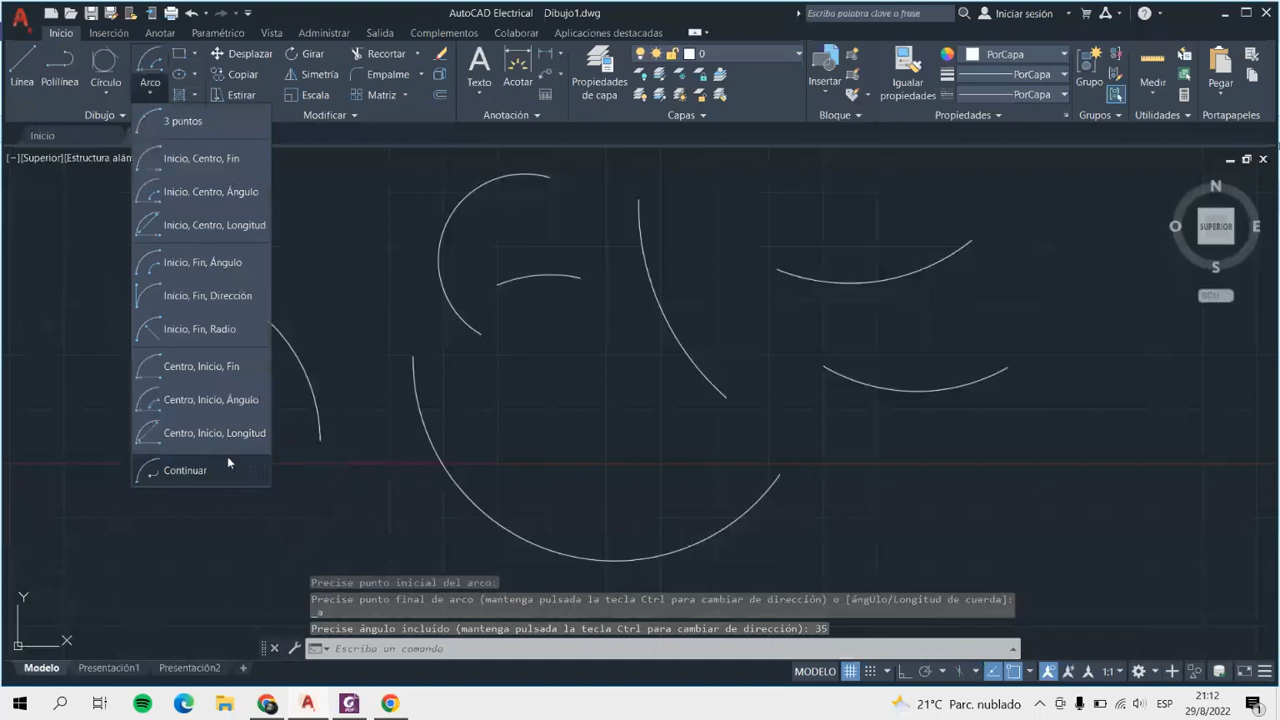 AutoCAD Electrical Dibujo1.dwg
Escriba palabra clave o frase
Iniciar sesión
Inicio Inserción Anotar Paramétrico Vista Administrar Salida Complementos Colaborar Aplicaciones destacadas
Línea Polilínea Círculo Arco
Desplazar Girar Recortar
Copiar Simetría Empalme
Estirar Escala Matriz
Texto Acotar
Propiedades de capa
0
Insertar
Igualar propiedades
PorCapa
PorCapa
PorCapa
Grupo
Medir
Pegar
Dibujo Modificar Anotación Capas Bloque Propiedades Grupos Utilidades Portapapeles
Inicio
[−][Superior][Estructura alám
3 puntos
Inicio, Centro, Fin
Inicio, Centro, Ángulo
Inicio, Centro, Longitud
Inicio, Fin, Ángulo
Inicio, Fin, Dirección
Inicio, Fin, Radio
Centro, Inicio, Fin
Centro, Inicio, Ángulo
Centro, Inicio, Longitud
Continuar
N
O SUPERIOR E
S
Y
X
Precise punto inicial del arco:
Precise punto final de arco (mantenga pulsada la tecla Ctrl para cambiar de dirección) o [ángUlo/Longitud de cuerda]:
_a
Precise ángulo incluido (mantenga pulsada la tecla Ctrl para cambiar de dirección): 35
Escriba un comando
Modelo Presentación1 Presentación2 +
MODELO 1:1
21°C Parc. nublado
ESP
21:12
29/8/2022
1